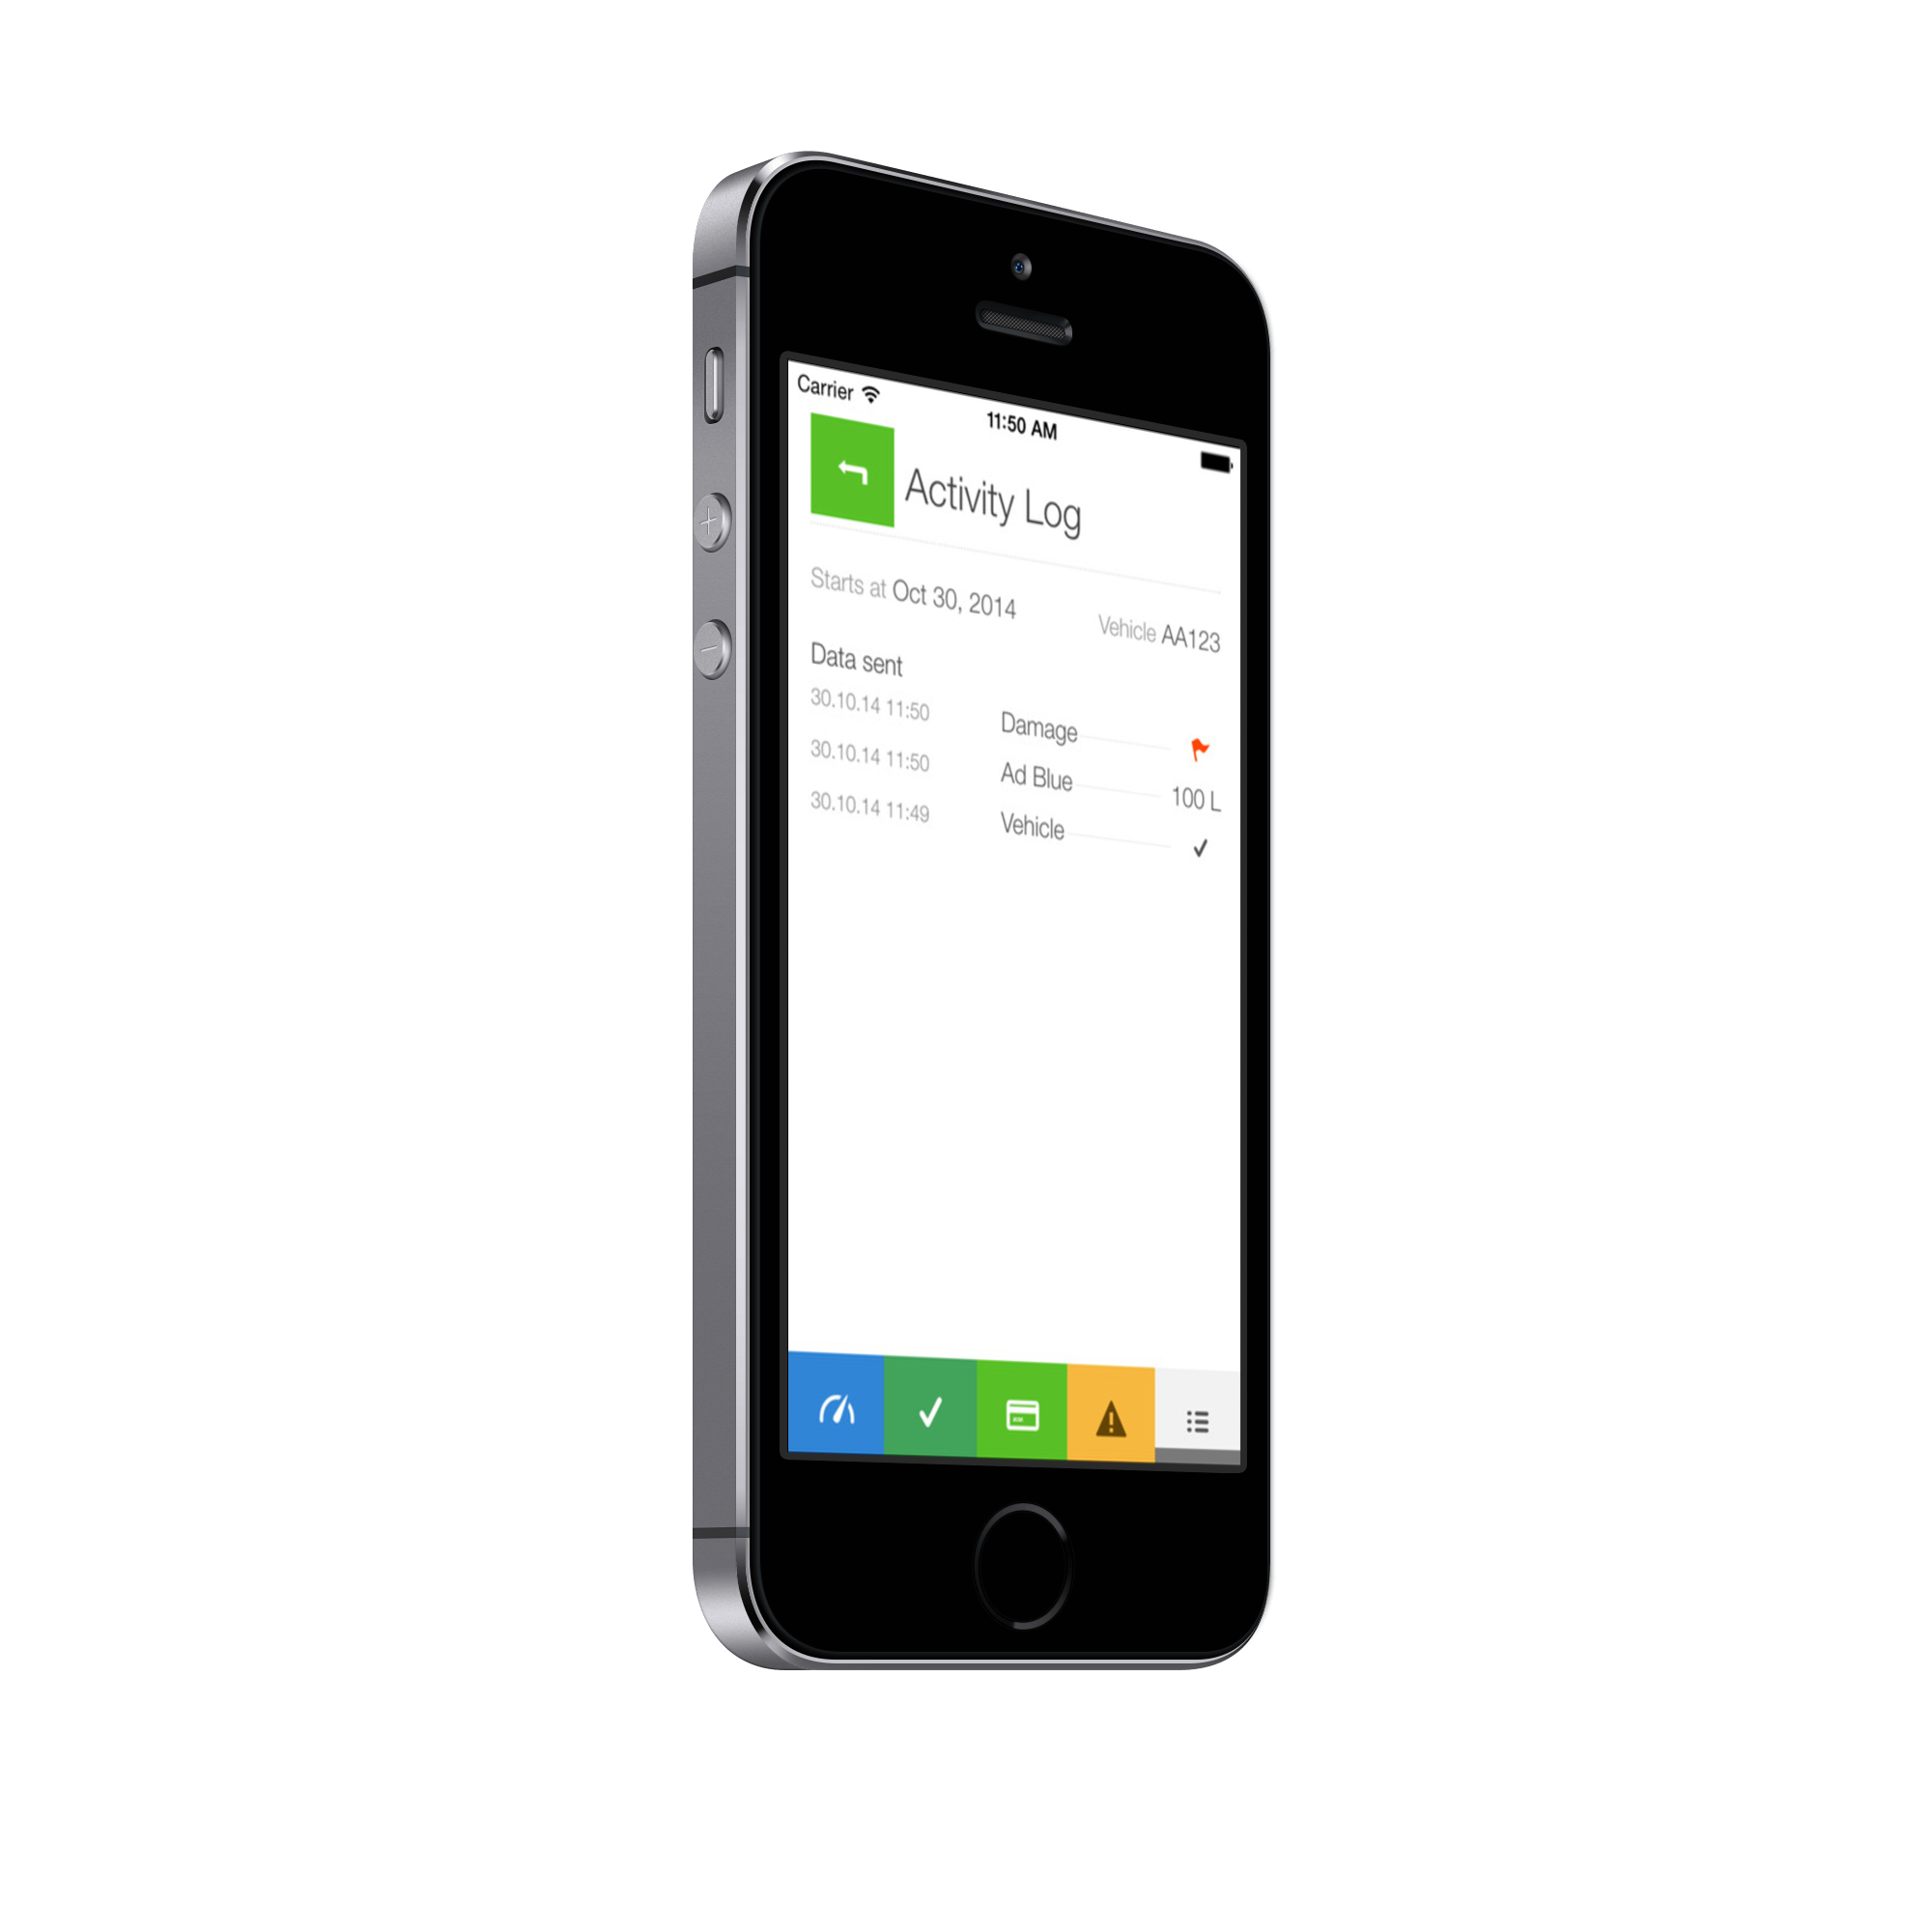 Carrier
11:50 AM
Activity Log
Starts at Oct 30, 2014
Vehicle AA123
Data sent
30.10.14 11:50 Damage
30.10.14 11:50 Ad Blue 100 L
30.10.14 11:49 Vehicle